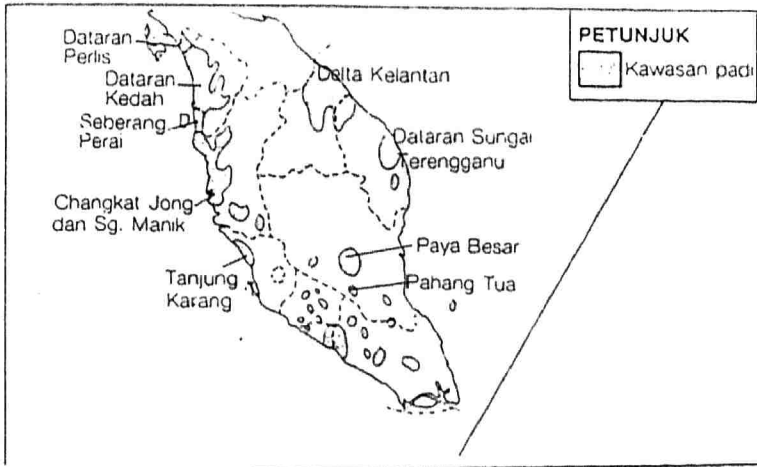 PETUNJUK
Kawasan padi
Dataran
Perlis
Dataran
Kedah
Seberang
Perai
Changkat Jong
dan Sg. Manik
Tanjung
Karang
Delta Kelantan
Dataran Sungai
Terengganu
Paya Besar
Pahang Tua